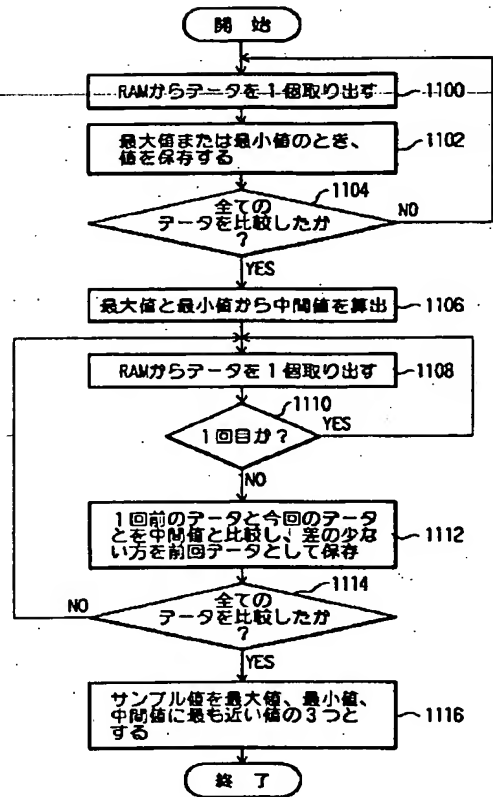 開 始
RAMからデータを1個取り出す
1100
最大値または最小値のとき、
値を保存する
1102
1104
全ての
データを比較したか
?
NO
YES
最大値と最小値から中間値を算出
1106
RAMからデータを1個取り出す
1108
1110
1回目か?
YES
NO
1回前のデータと今回のデータ
とを中間値と比較し、差の少な
い方を前回データとして保存
1112
1114
全ての
データを比較したか
?
NO
YES
サンプル値を最大値、最小値、
中間値に最も近い値の3つと
する
1116
終 了